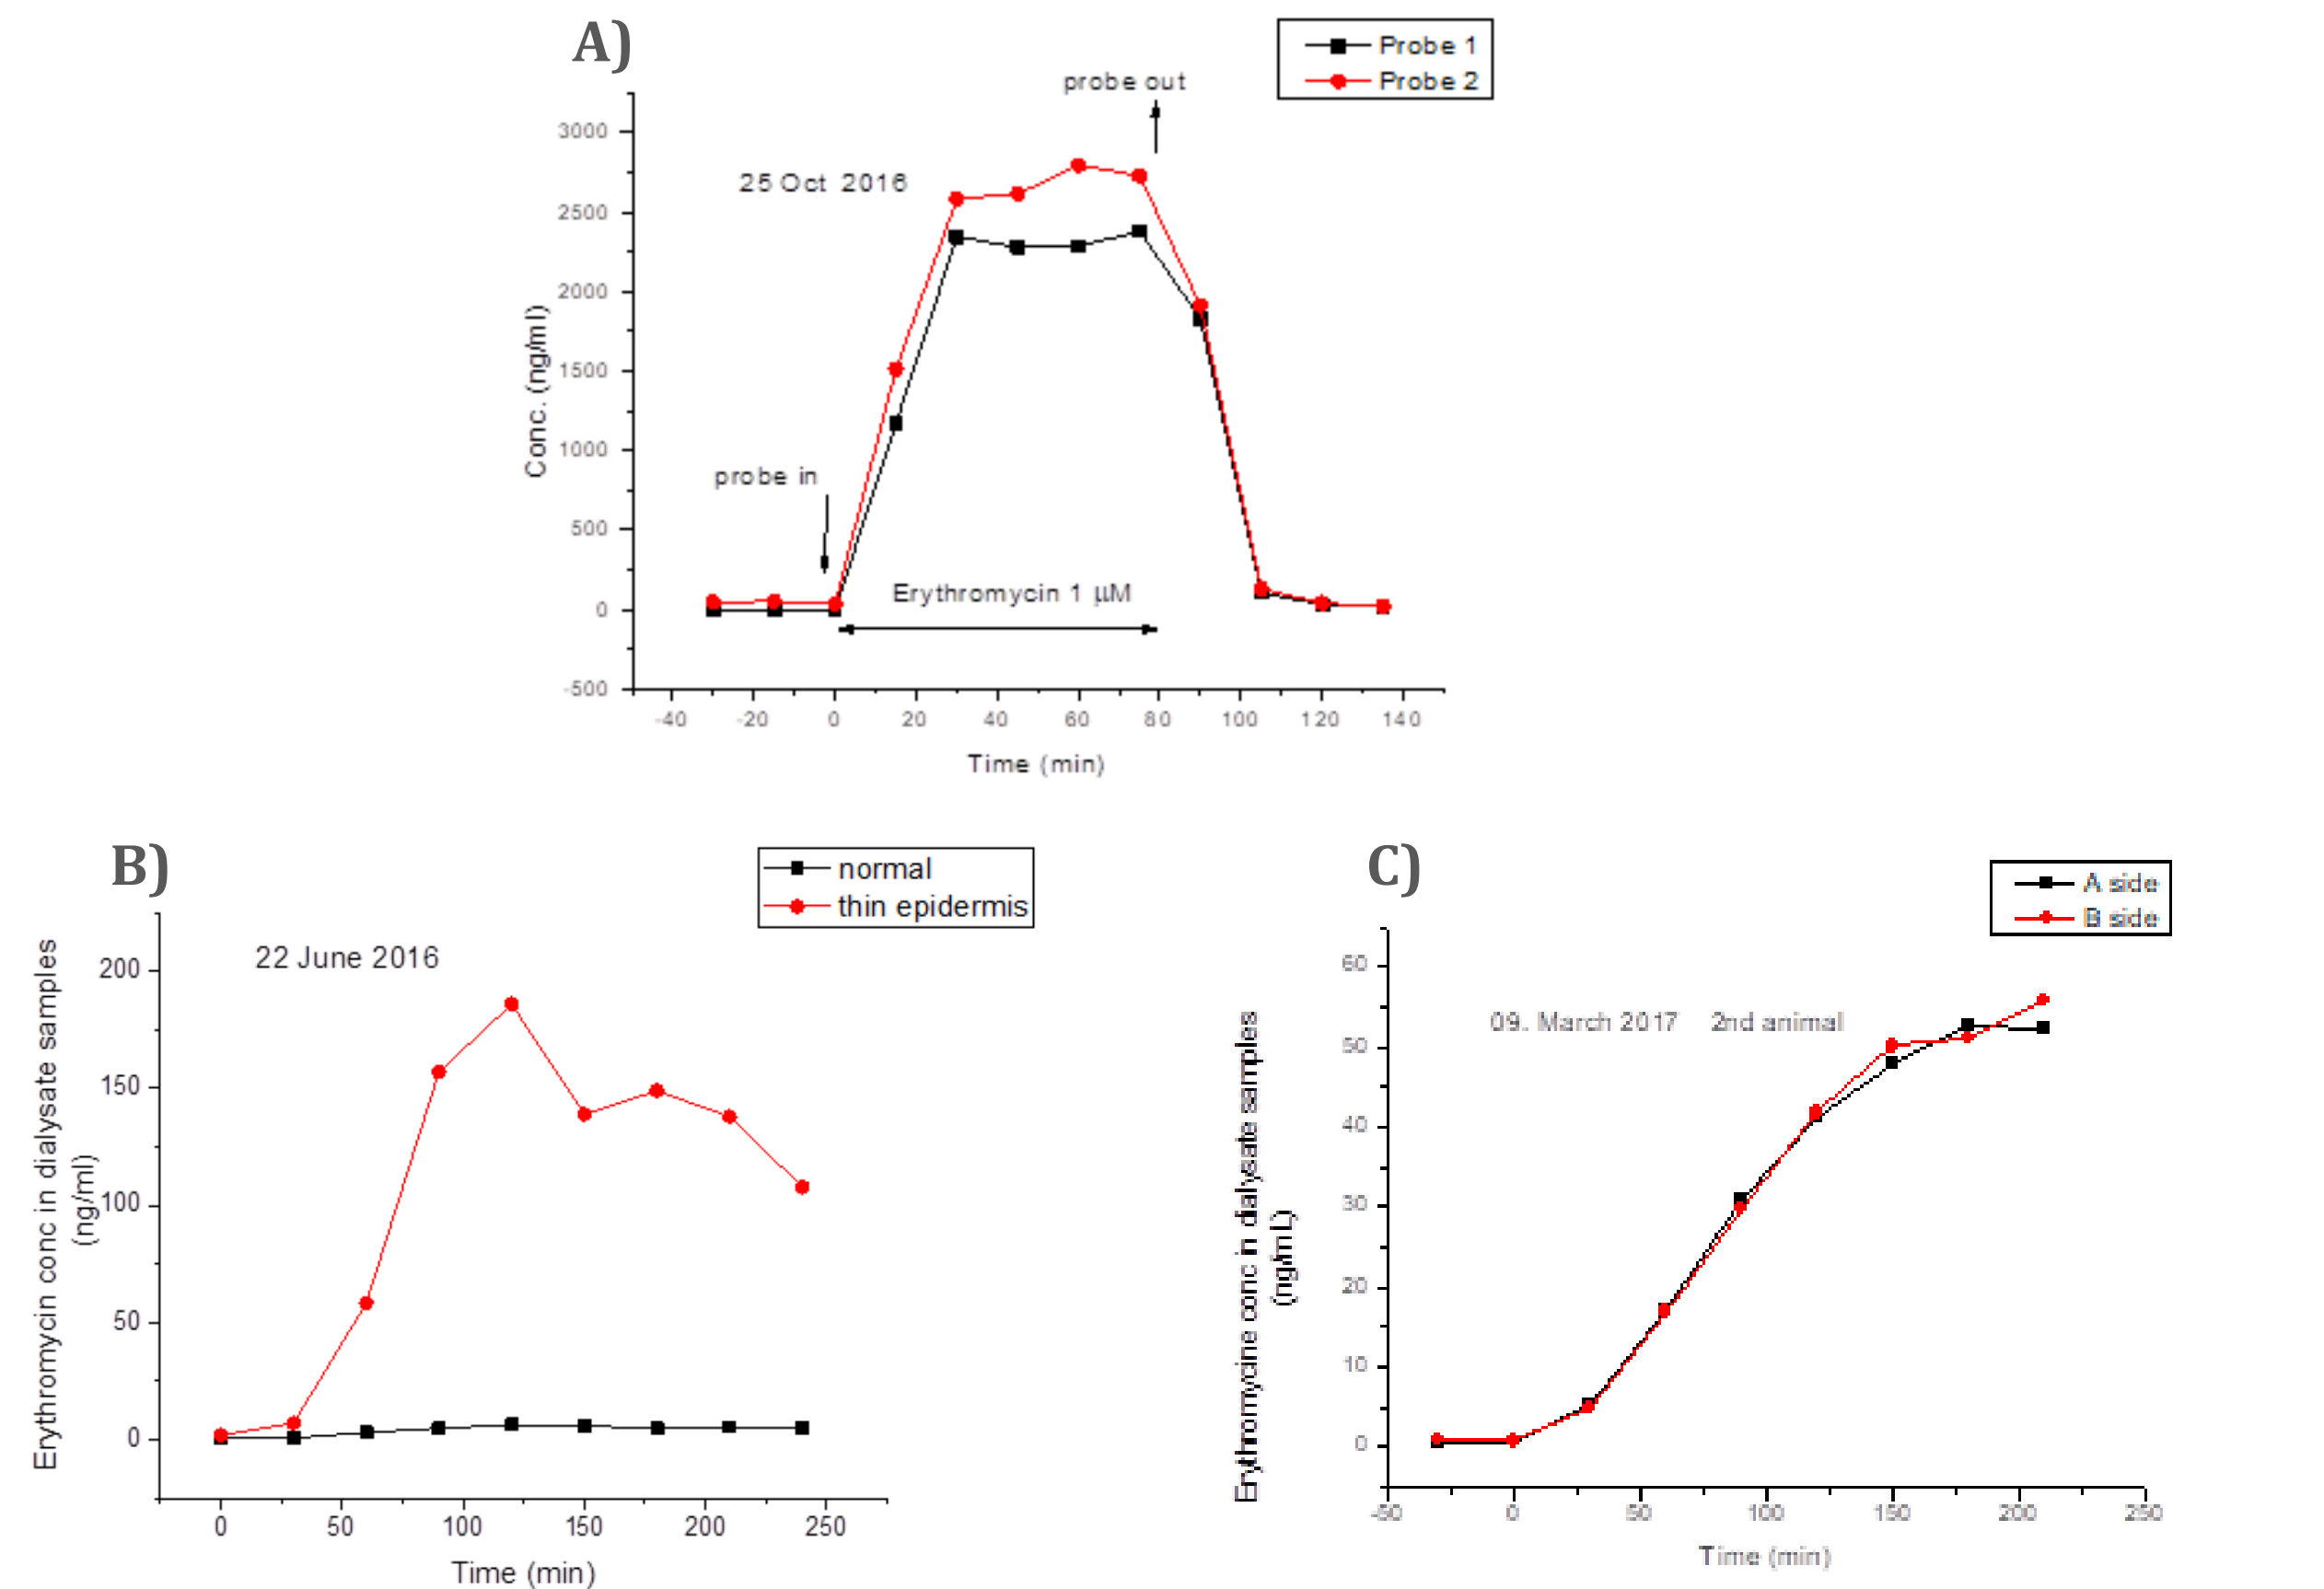 A)
Probe 1
Probe 2
probe out
25 Oct 2016
probe in
Erythromycin 1 µM
Conc. (ng/ml)
3000
2500
2000
1500
1000
500
0
-500
-40 -20 0 20 40 60 80 100 120 140
Time (min)
B)
normal
thin epidermis
22 June 2016
Erythromycin conc in dialysate samples
(ng/ml)
200
150
100
50
0
0 50 100 150 200 250
Time (min)
C)
A side
B side
09. March 2017 2nd animal
Erythromycine conc in dialysate samples
(ng/mL)
60
50
40
30
20
10
0
-50 0 50 100 150 200 250
Time (min)